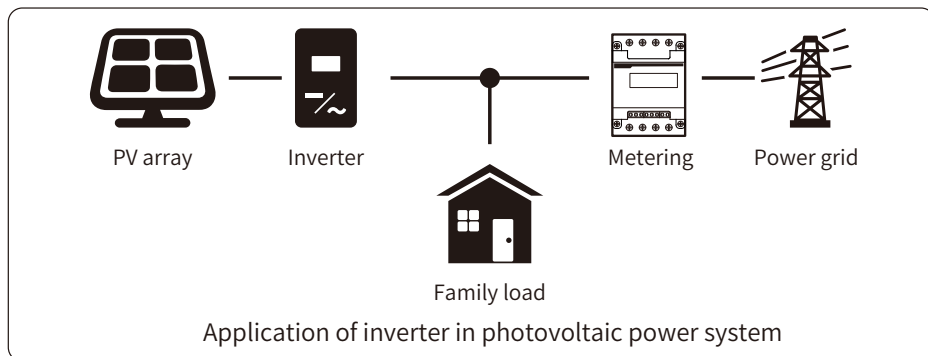 PV array
Inverter
Metering
Power grid
Family load
Application of inverter in photovoltaic power system